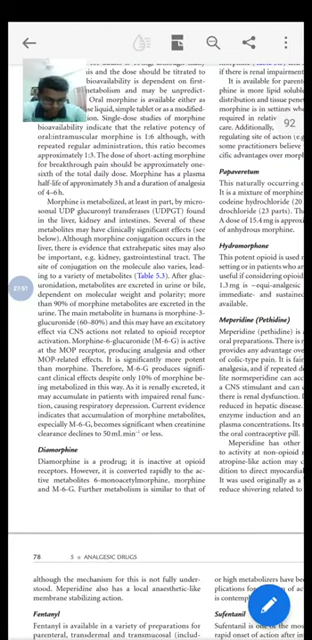 his and the dose should be titrated to
bioavailability is dependent on first-
metabolism and may be unpredict-
Oral morphine is available either as
se liquid, simple tablet or as a modified-
tion. Single-dose studies of morphine
bioavailability indicate that the relative potency of
oral:intramuscular morphine is 1:6 although, with
repeated regular administration, this ratio becomes
approximately 1:3. The dose of short-acting morphine
for breakthrough pain should be approximately one-
sixth of the total daily dose. Morphine has a plasma
half-life of approximately 3 h and a duration of analgesia
of 4–6 h.
Morphine is metabolized, at least in part, by micro-
somal UDP glucuronyl transferases (UDPGT) found
in the liver, kidney and intestines. Several of these
metabolites may have clinically significant effects (see
below). Although morphine conjugation occurs in the
liver, there is evidence that extrahepatic sites may also
be important, e.g. kidney, gastrointestinal tract. The
site of conjugation on the molecule also varies, lead-
ing to a variety of metabolites (Table 5.3). After gluc-
uronidation, metabolites are excreted in urine or bile,
dependent on molecular weight and polarity; more
than 90% of morphine metabolites are excreted in the
urine. The main metabolite in humans is morphine-3-
glucuronide (60–80%) and this may have an excitatory
effect via CNS actions not related to opioid receptor
activation. Morphine-6-glucuronide (M-6-G) is active
at the MOP receptor, producing analgesia and other
MOP-related effects. It is significantly more potent
than morphine. Therefore, M-6-G produces signifi-
cant clinical effects despite only 10% of morphine be-
ing metabolized in this way. As it is renally excreted, it
may accumulate in patients with impaired renal func-
tion, causing respiratory depression. Current evidence
indicates that accumulation of morphine metabolites,
especially M-6-G, becomes significant when creatinine
clearance declines to 50 mL min⁻¹ or less.
Diamorphine
Diamorphine is a prodrug; it is inactive at opioid
receptors. However, it is converted rapidly to the ac-
tive metabolites 6-monoacetylmorphine, morphine
and M-6-G. Further metabolism is similar to that of
if there is renal impairment
It is available for parent
phine is more lipid soluble
distribution and tissue pene
morphine is in settings whe
required in relativ
care. Additionally,
regulating site of action (e.g
some practitioners believe
cific advantages over morp
92
Papaveretum
This naturally occurring o
It is a mixture of morphine
codeine hydrochloride (20
drochloride (23 parts). Th
A dose of 15.4 mg is approxi
of anhydrous morphine.
Hydromorphone
This potent opioid is used n
setting or in patients who ar
useful if considering opioid
1.3 mg is ~equi-analgesic
immediate- and sustained
available.
Meperidine (Pethidine)
Meperidine (pethidine) is a
oral preparations. There is n
provides any advantage ove
of colic-type pain. It is fair
analgesia, and if repeated d
lite normeperidine can acc
a CNS stimulant and can c
there is renal dysfunction. I
reduced in hepatic disease.
enzyme induction and an
plasma concentrations. Its
the oral contraceptive pill.
Meperidine has other
to activity at non-opioid r
atropine-like action may c
dition to direct myocardial
It was used originally as a
reduce shivering related to
78 5 ANALGESIC DRUGS
although the mechanism for this is not fully under-
stood. Meperidine also has a local anaesthetic-like
membrane stabilizing action.
Fentanyl
Fentanyl is available in a variety of preparations for
parenteral, transdermal and transmucosal (includ-
or high metabolizers have bo
plications for
is contempl
Sufentanil
Sufentanil is one of the mos
rapid onset of action after in